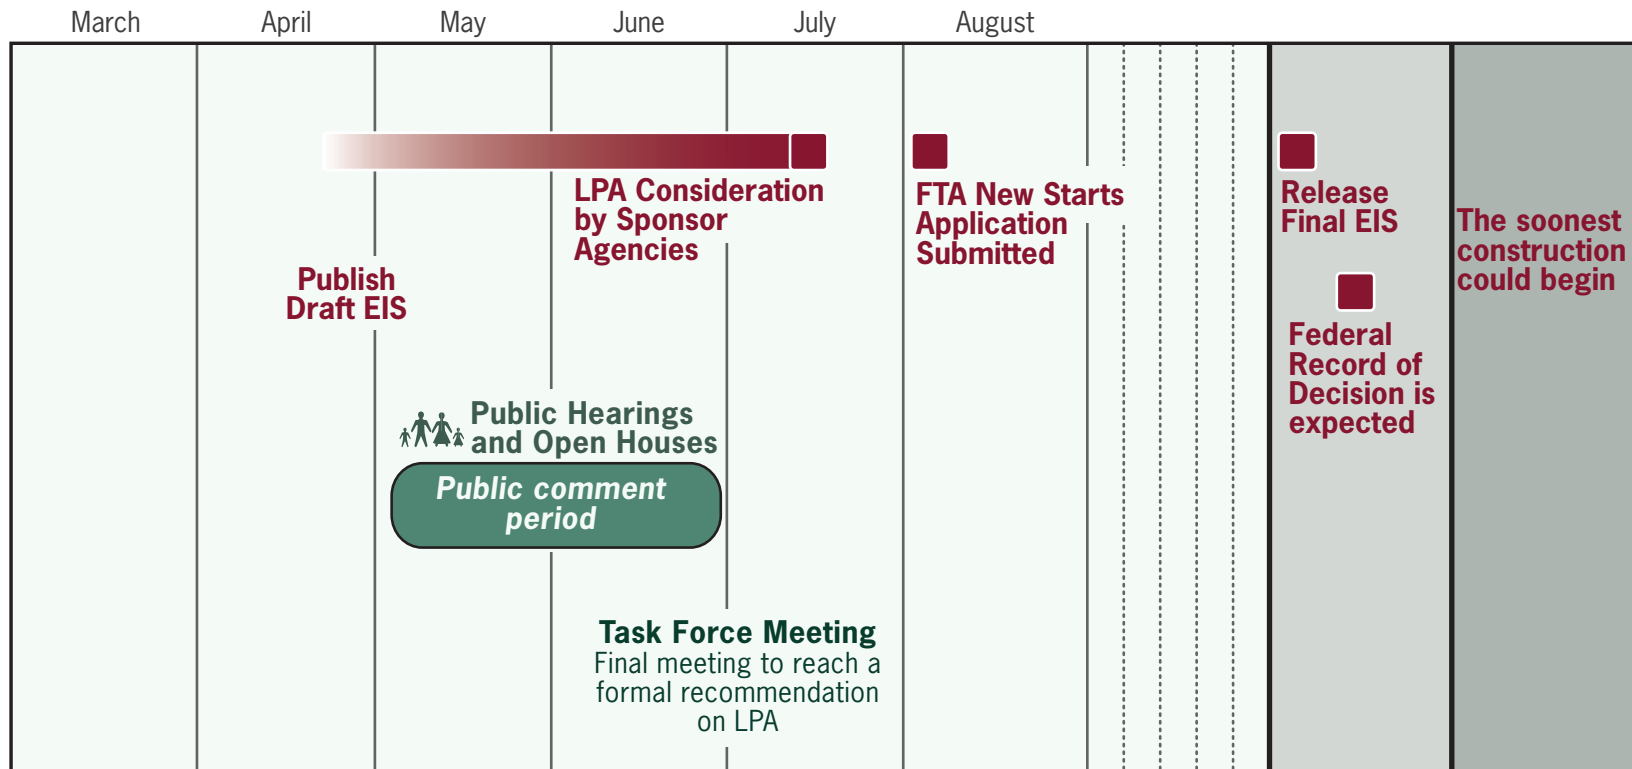 March
April
May
June
July
August
LPA Consideration
by Sponsor
Agencies
FTA New Starts
Application
Submitted
Release
Final EIS
The soonest
construction
could begin
Publish
Draft EIS
Federal
Record of
Decision is
expected
Public Hearings
and Open Houses
Public comment
period
Task Force Meeting
Final meeting to reach a
formal recommendation
on LPA